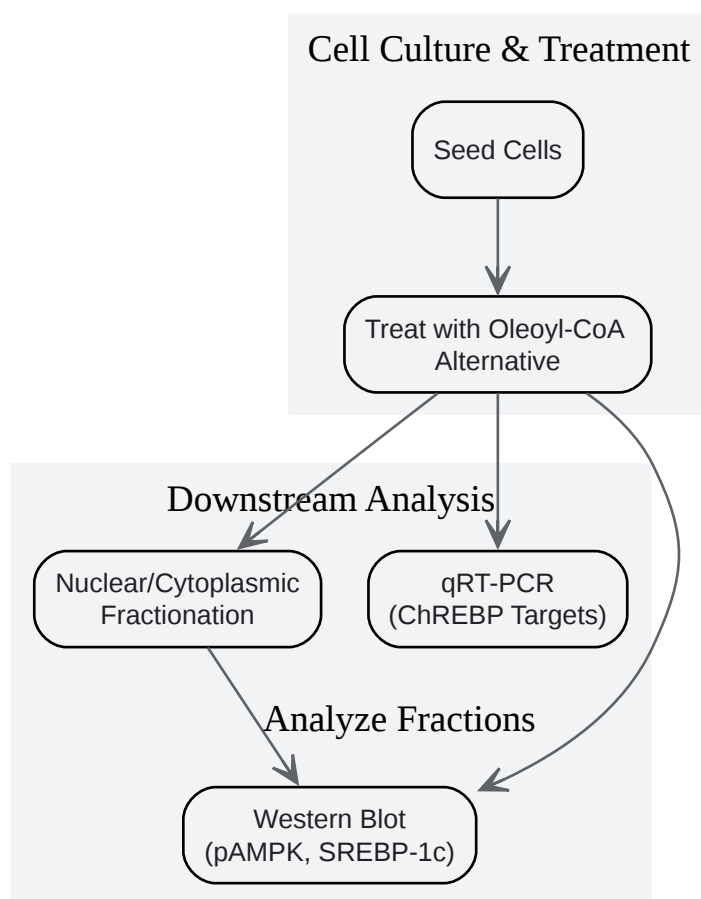 Cell Culture & Treatment
Seed Cells
Treat with Oleoyl-CoA
Alternative
Downstream Analysis
Nuclear/Cytoplasmic
Fractionation
qRT-PCR
(ChREBP Targets)
Analyze Fractions
Western Blot
(pAMPK, SREBP-1c)